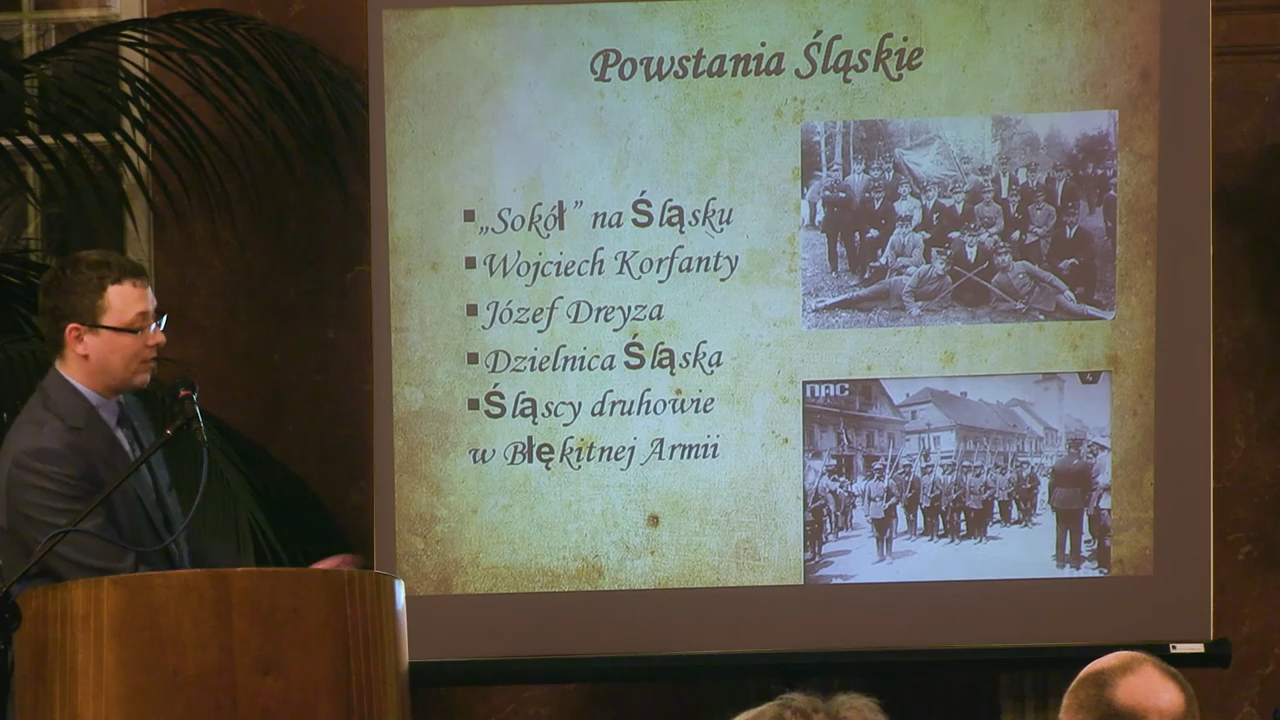 Powstania Śląskie
▪„Sokół” na Śląsku
▪Wojciech Korfanty
▪Józef Dreyza
▪Dzielnica Śląska
▪Śląscy druhowie
w Błękitnej Armii
NAC
4